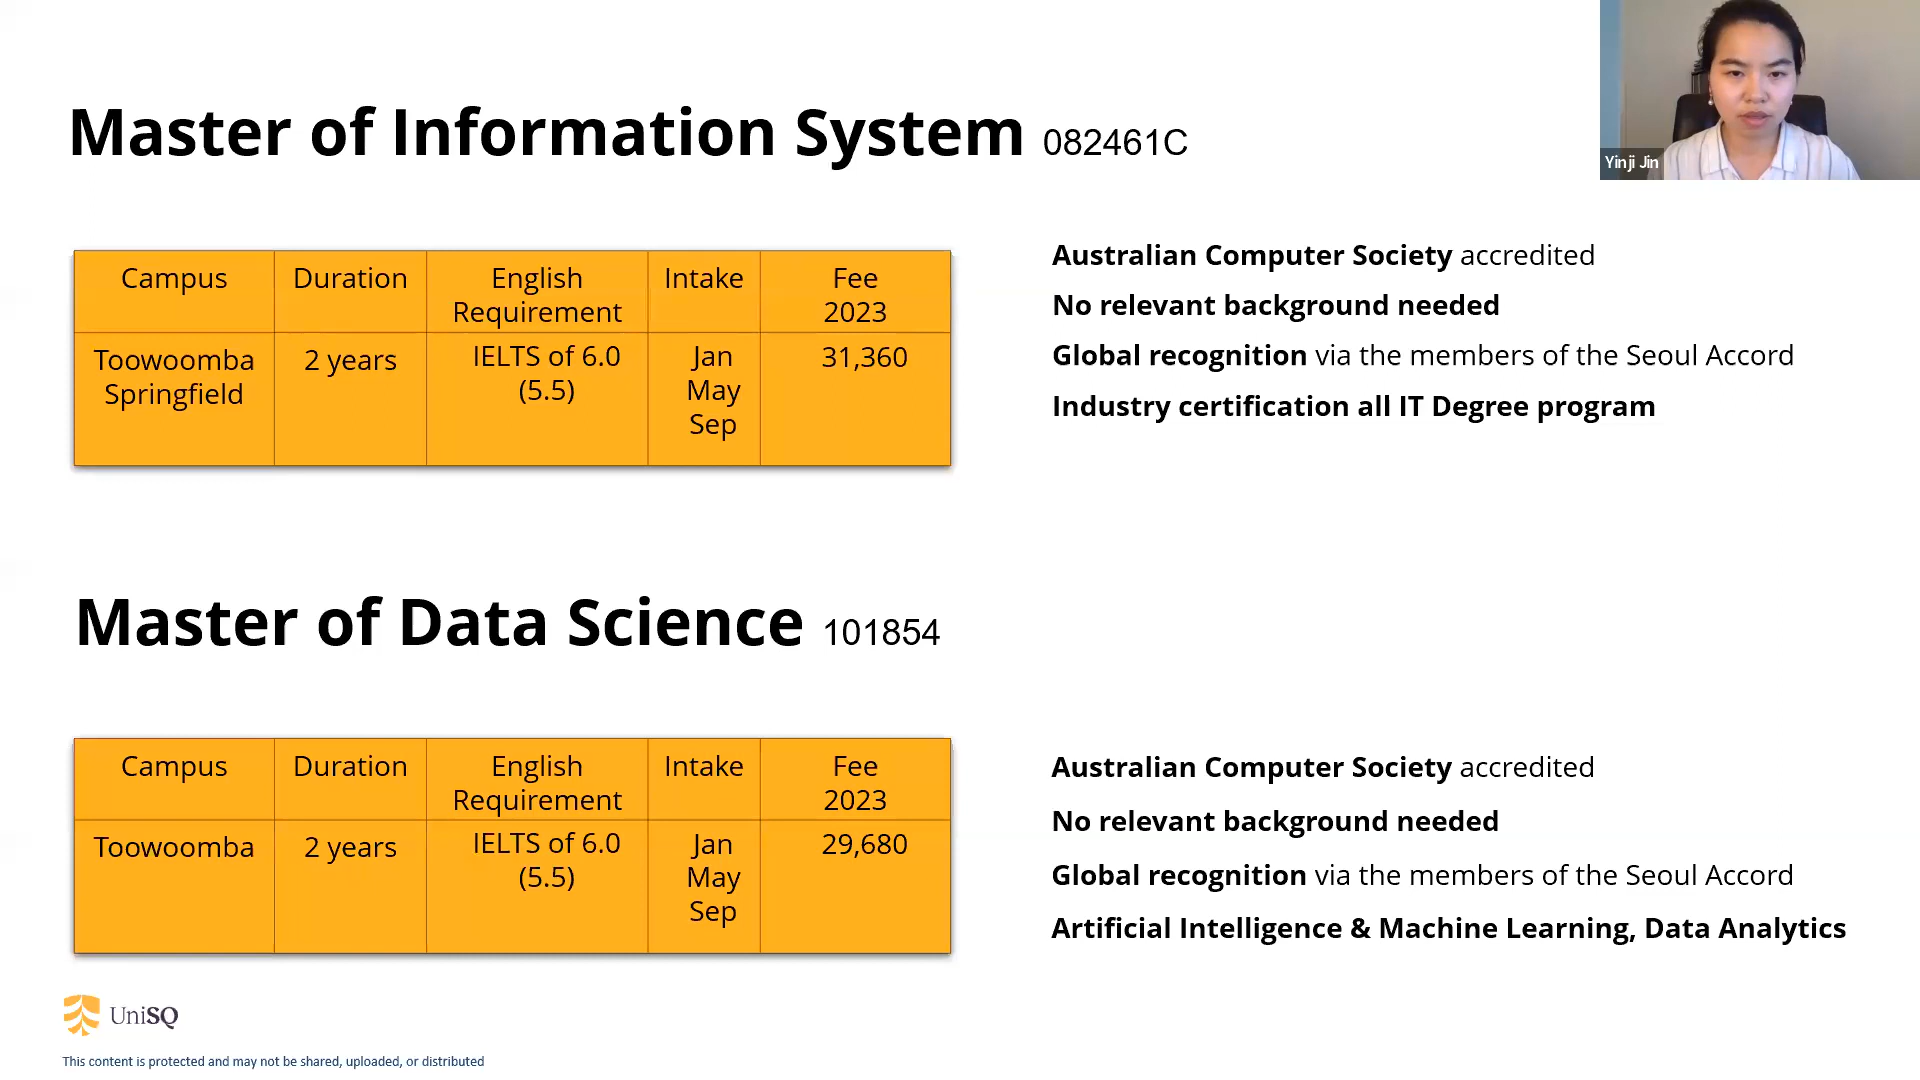 Master of Information System 082461C
Yinji Jin
Campus Duration English Requirement Intake Fee 2023
Toowoomba Springfield 2 years IELTS of 6.0 (5.5) Jan May Sep 31,360
Australian Computer Society accredited
No relevant background needed
Global recognition via the members of the Seoul Accord
Industry certification all IT Degree program
Master of Data Science 101854
Campus Duration English Requirement Intake Fee 2023
Toowoomba 2 years IELTS of 6.0 (5.5) Jan May Sep 29,680
Australian Computer Society accredited
No relevant background needed
Global recognition via the members of the Seoul Accord
Artificial Intelligence & Machine Learning, Data Analytics
UniSQ
This content is protected and may not be shared, uploaded, or distributed